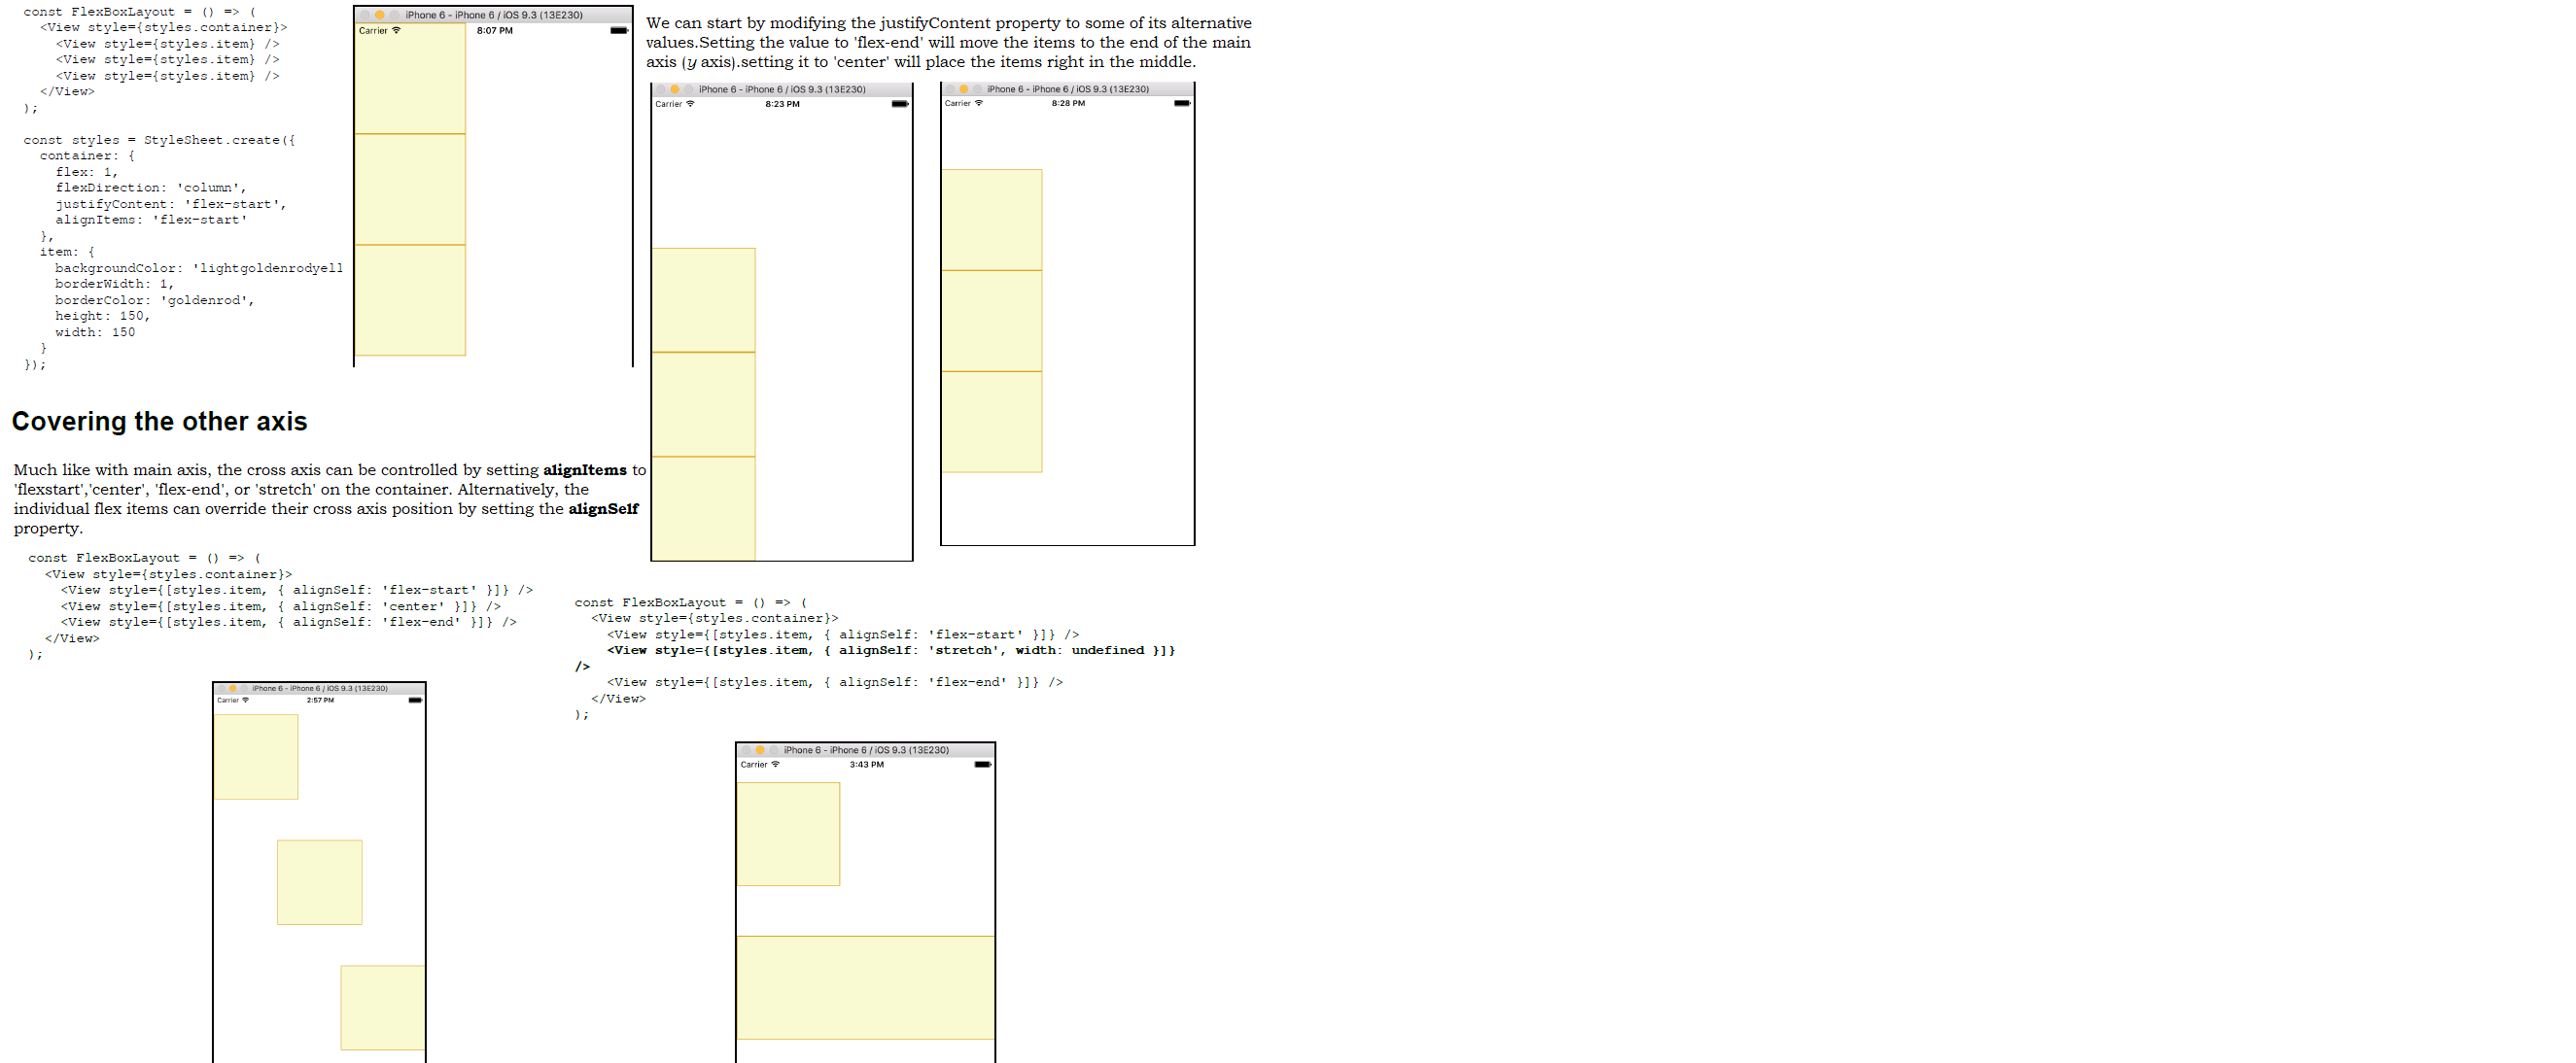 const FlexBoxLayout = () => (
<View style={styles.container}>
<View style={styles.item} />
<View style={styles.item} />
<View style={styles.item} />
</View>
);
const styles = StyleSheet.create({
container: {
flex: 1,
flexDirection: 'column',
justifyContent: 'flex-start',
alignItems: 'flex-start'
},
item: {
backgroundColor: 'lightgoldenrodyell
borderWidth: 1,
borderColor: 'goldenrod',
height: 150,
width: 150
}
});
iPhone 6 - iPhone 6 / iOS 9.3 (13E230)
Carrier 8:07 PM
We can start by modifying the justifyContent property to some of its alternative
values.Setting the value to 'flex-end' will move the items to the end of the main
axis (y axis).setting it to 'center' will place the items right in the middle.
iPhone 6 - iPhone 6 / iOS 9.3 (13E230)
Carrier 8:23 PM
iPhone 6 - iPhone 6 / iOS 9.3 (13E230)
Carrier 8:28 PM
Covering the other axis
Much like with main axis, the cross axis can be controlled by setting alignItems to
'flexstart','center', 'flex-end', or 'stretch' on the container. Alternatively, the
individual flex items can override their cross axis position by setting the alignSelf
property.
const FlexBoxLayout = () => (
<View style={styles.container}>
<View style={[styles.item, { alignSelf: 'flex-start' }]} />
<View style={[styles.item, { alignSelf: 'center' }]} />
<View style={[styles.item, { alignSelf: 'flex-end' }]} />
</View>
);
iPhone 6 - iPhone 6 / iOS 9.3 (13E230)
Carrier 2:57 PM
const FlexBoxLayout = () => (
<View style={styles.container}>
<View style={[styles.item, { alignSelf: 'flex-start' }]} />
<View style={[styles.item, { alignSelf: 'stretch', width: undefined }]}
/>
<View style={[styles.item, { alignSelf: 'flex-end' }]} />
</View>
);
iPhone 6 - iPhone 6 / iOS 9.3 (13E230)
Carrier 3:43 PM